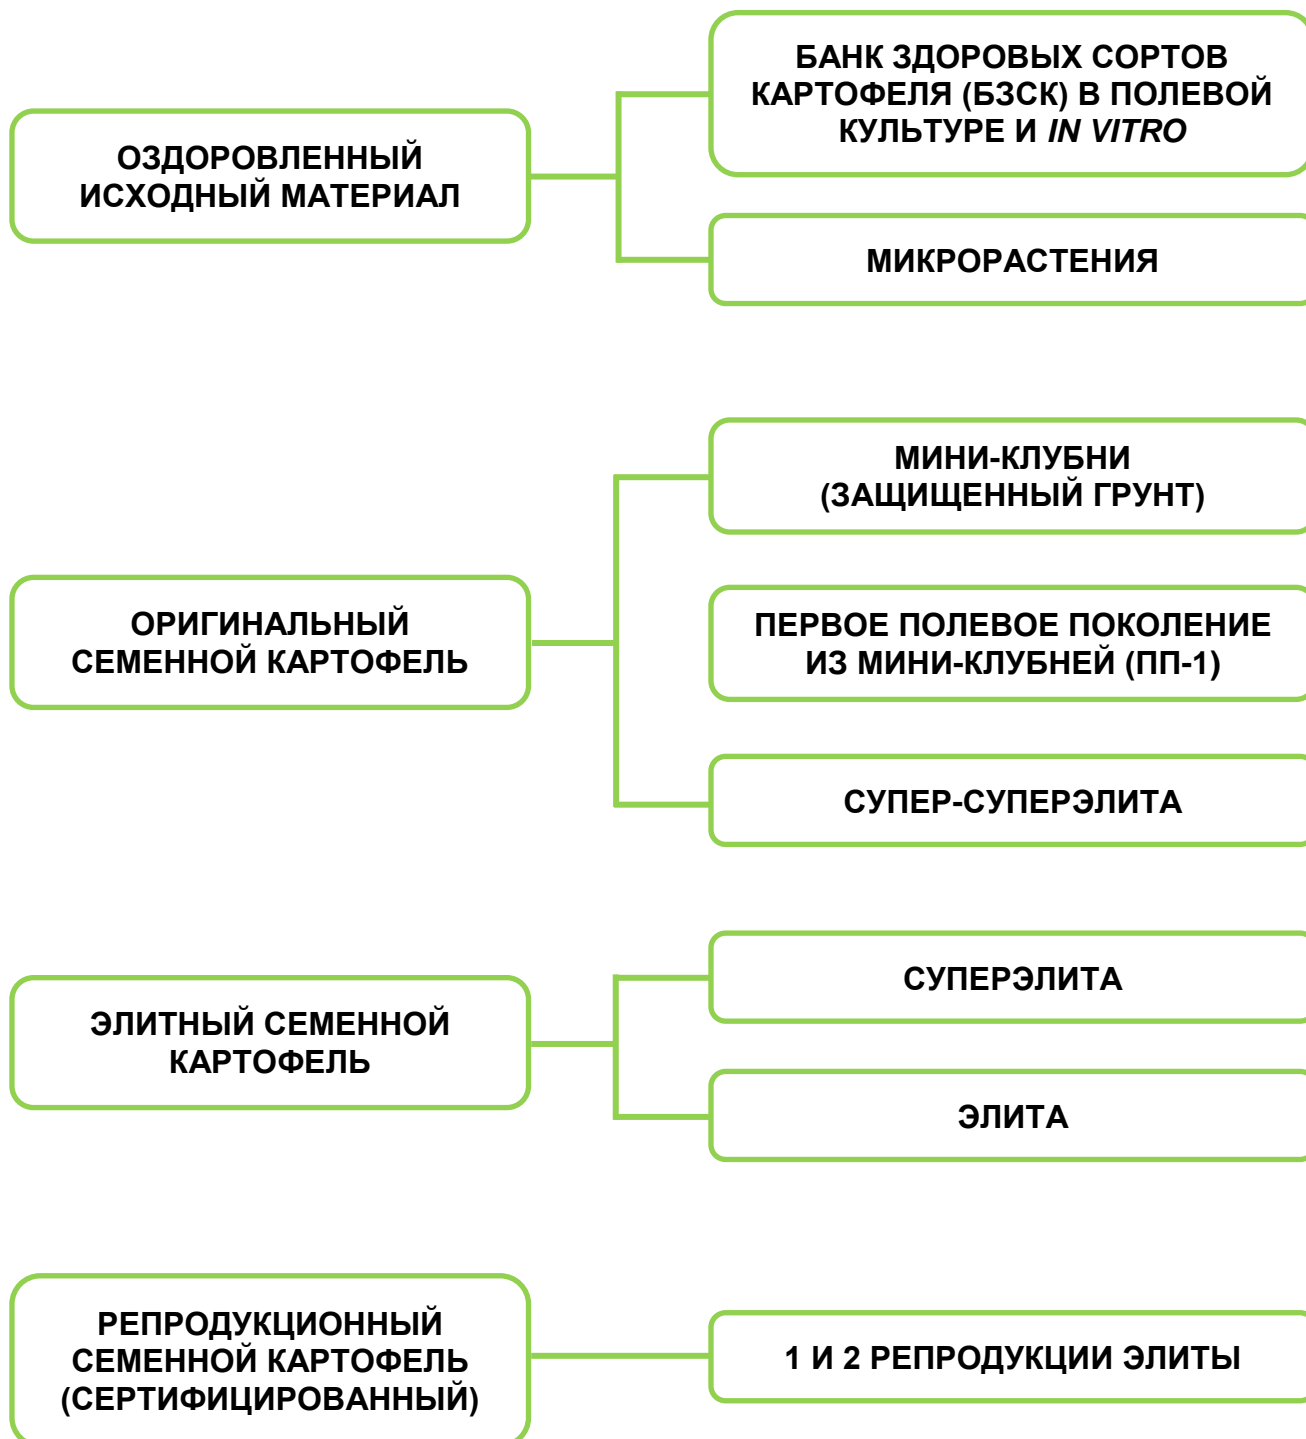 ОЗДОРОВЛЕННЫЙ
ИСХОДНЫЙ МАТЕРИАЛ
БАНК ЗДОРОВЫХ СОРТОВ
КАРТОФЕЛЯ (БЗСК) В ПОЛЕВОЙ
КУЛЬТУРЕ И IN VITRO
МИКРОРАСТЕНИЯ
ОРИГИНАЛЬНЫЙ
СЕМЕННОЙ КАРТОФЕЛЬ
МИНИ-КЛУБНИ
(ЗАЩИЩЕННЫЙ ГРУНТ)
ПЕРВОЕ ПОЛЕВОЕ ПОКОЛЕНИЕ
ИЗ МИНИ-КЛУБНЕЙ (ПП-1)
СУПЕР-СУПЕРЭЛИТА
ЭЛИТНЫЙ СЕМЕННОЙ
КАРТОФЕЛЬ
СУПЕРЭЛИТА
ЭЛИТА
РЕПРОДУКЦИОННЫЙ
СЕМЕННОЙ КАРТОФЕЛЬ
(СЕРТИФИЦИРОВАННЫЙ)
1 И 2 РЕПРОДУКЦИИ ЭЛИТЫ